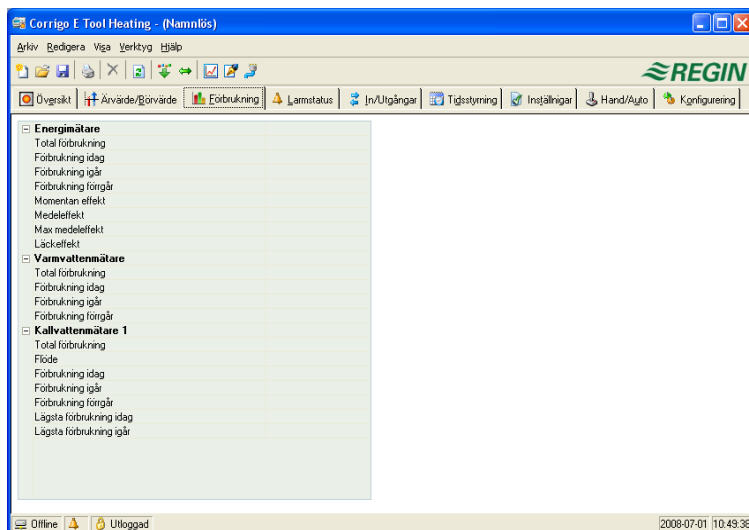 Corrigo E Tool Heating - (Namnlös)
Arkiv Redigera Visa Verktyg Hjälp
REGIN
Översikt Ärvärde/Börvärde Förbrukning Larmstatus In/Utgångar Tidsstyrning Inställnigar Hand/Auto Konfigurering
Energimätare
Total förbrukning
Förbrukning idag
Förbrukning igår
Förbrukning förrgår
Momentan effekt
Medeleffekt
Max medeleffekt
Läckeffekt
Varmvattenmätare
Total förbrukning
Förbrukning idag
Förbrukning igår
Förbrukning förrgår
Kallvattenmätare 1
Total förbrukning
Flöde
Förbrukning idag
Förbrukning igår
Förbrukning förrgår
Lägsta förbrukning idag
Lägsta förbrukning igår
Offline Utloggad 2008-07-01 10:49:36